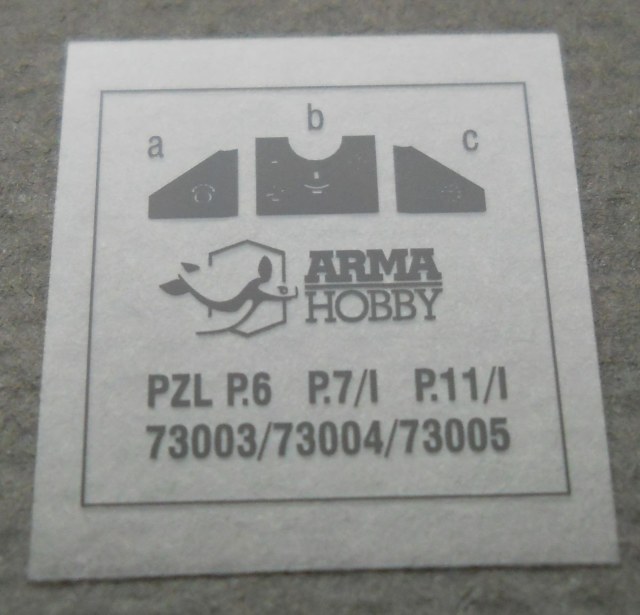 a b c
ARMA
HOBBY
PZL P.6 P.7/I P.11/I
73003/73004/73005